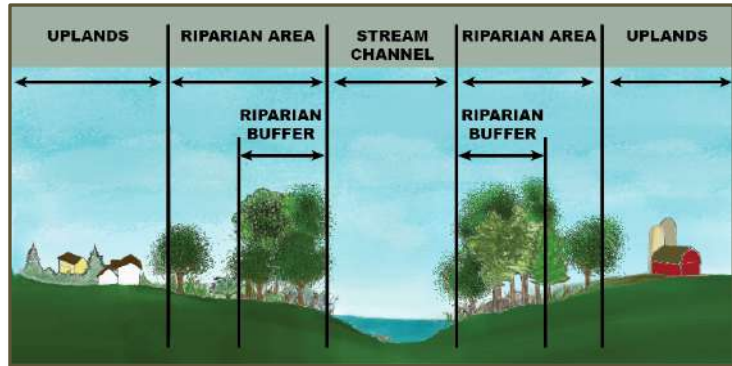 UPLANDS
RIPARIAN AREA
STREAM
CHANNEL
RIPARIAN AREA
UPLANDS
RIPARIAN
BUFFER
RIPARIAN
BUFFER